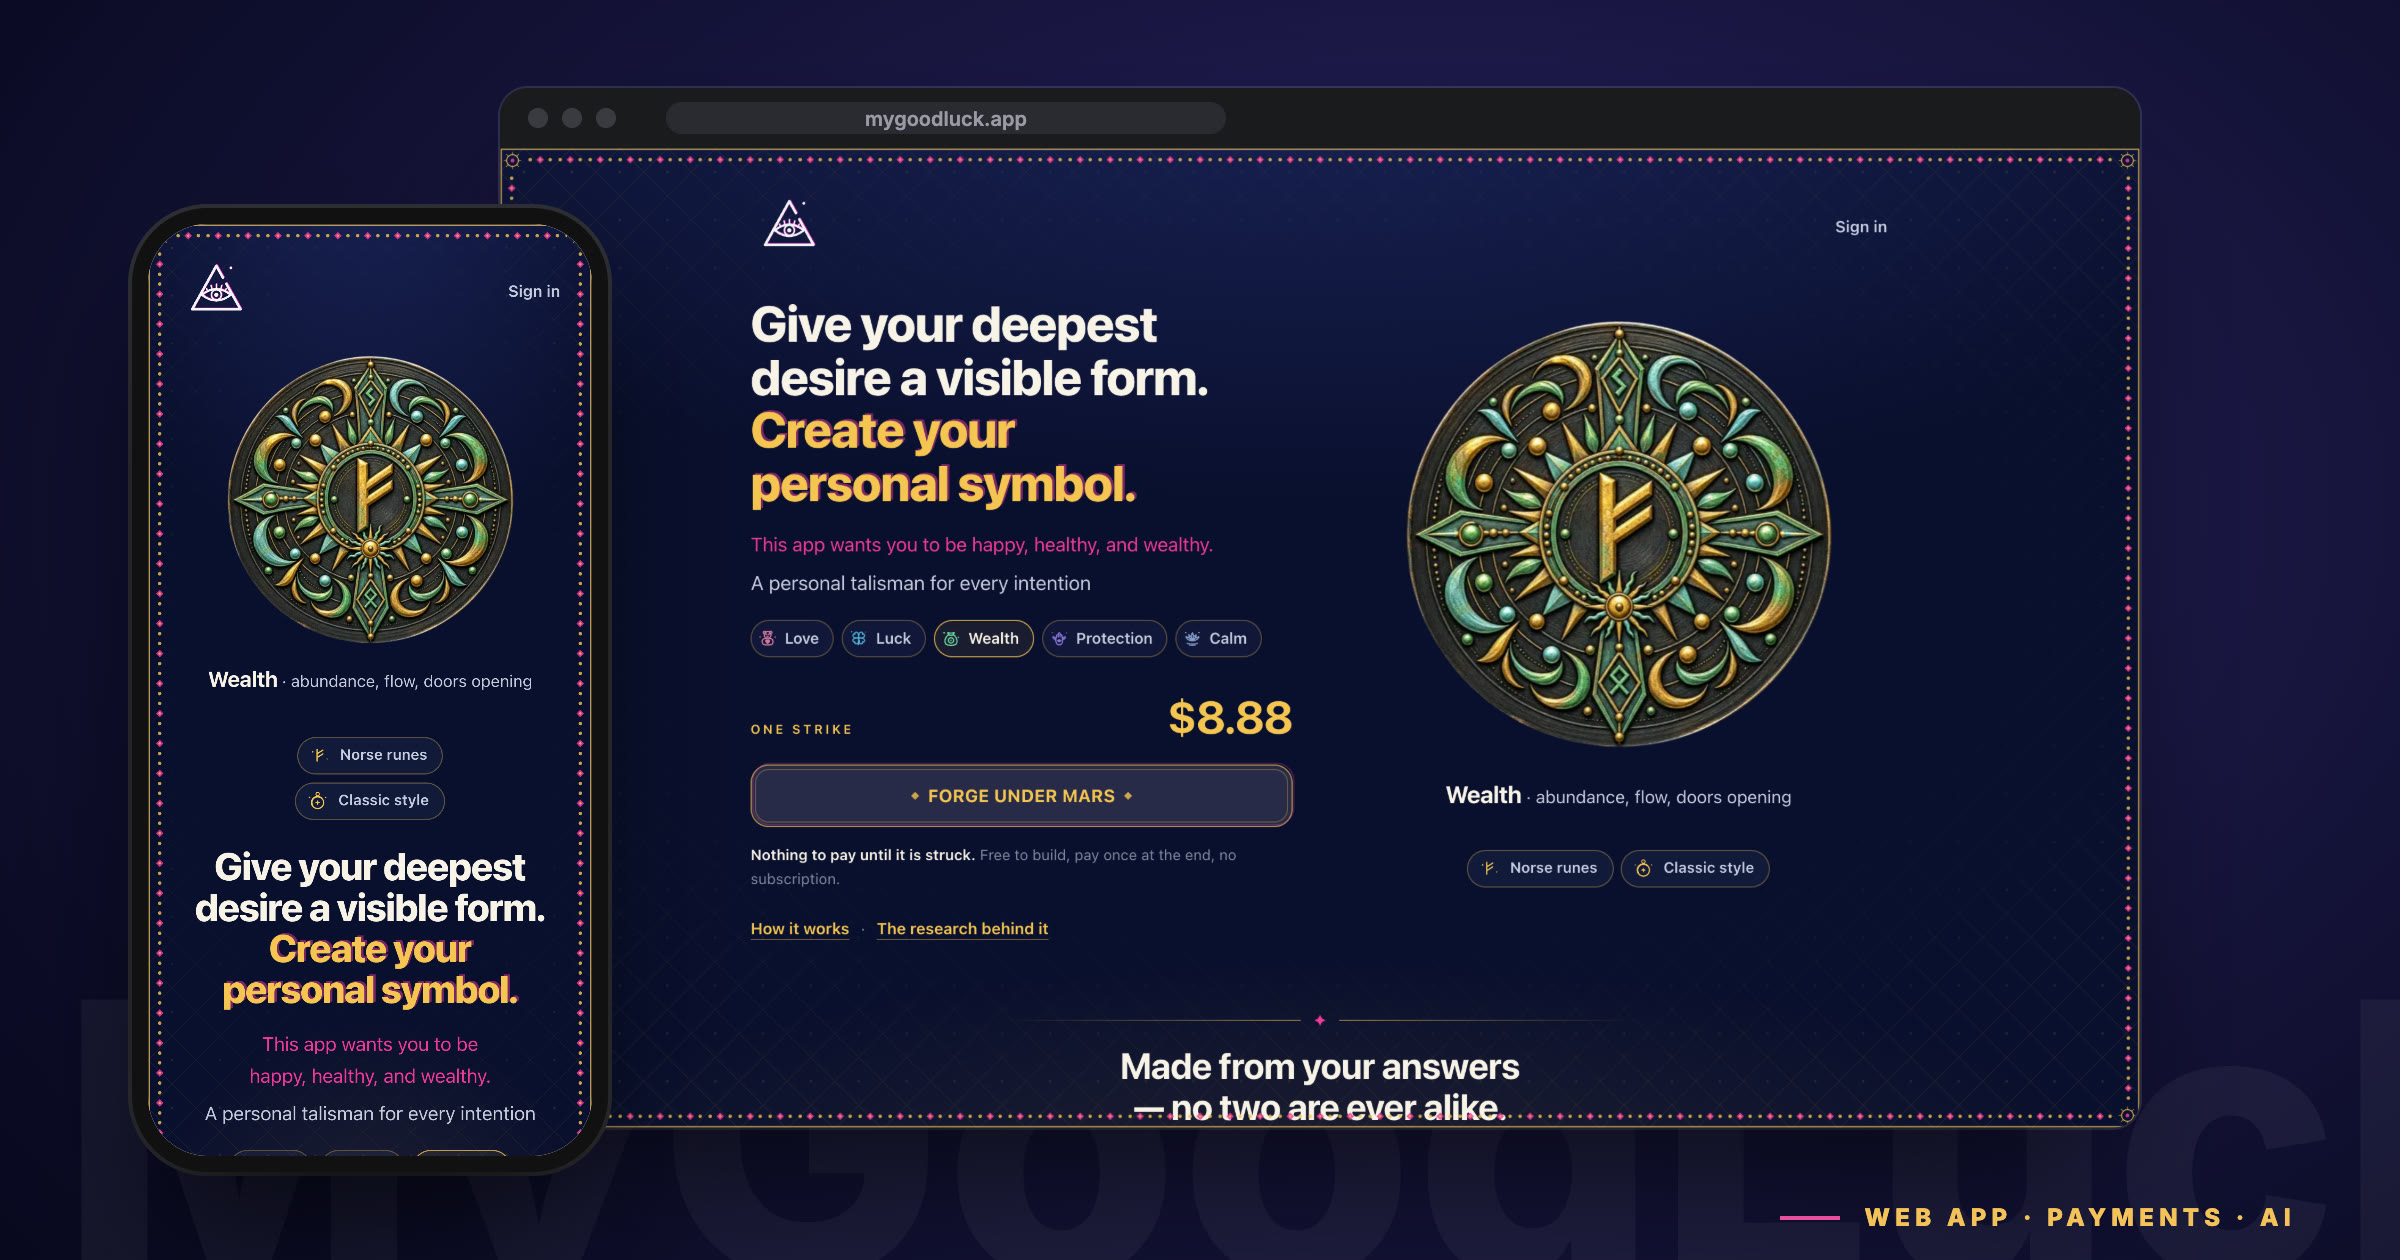 mygoodluck.app
Sign in
Give your deepest
desire a visible form.
Create your
personal symbol.
This app wants you to be happy, healthy, and wealthy.
A personal talisman for every intention
Love
Luck
Wealth
Protection
Calm
ONE STRIKE
$8.88
FORGE UNDER MARS
Nothing to pay until it is struck. Free to build, pay once at the end, no
subscription.
How it works · The research behind it
Wealth · abundance, flow, doors opening
Norse runes
Classic style
Made from your answers
— no two are ever alike.
Sign in
Wealth · abundance, flow, doors opening
Norse runes
Classic style
Give your deepest
desire a visible form.
Create your
personal symbol.
This app wants you to be
happy, healthy, and wealthy.
A personal talisman for every intention
MyGoodLuck
WEB APP · PAYMENTS · AI